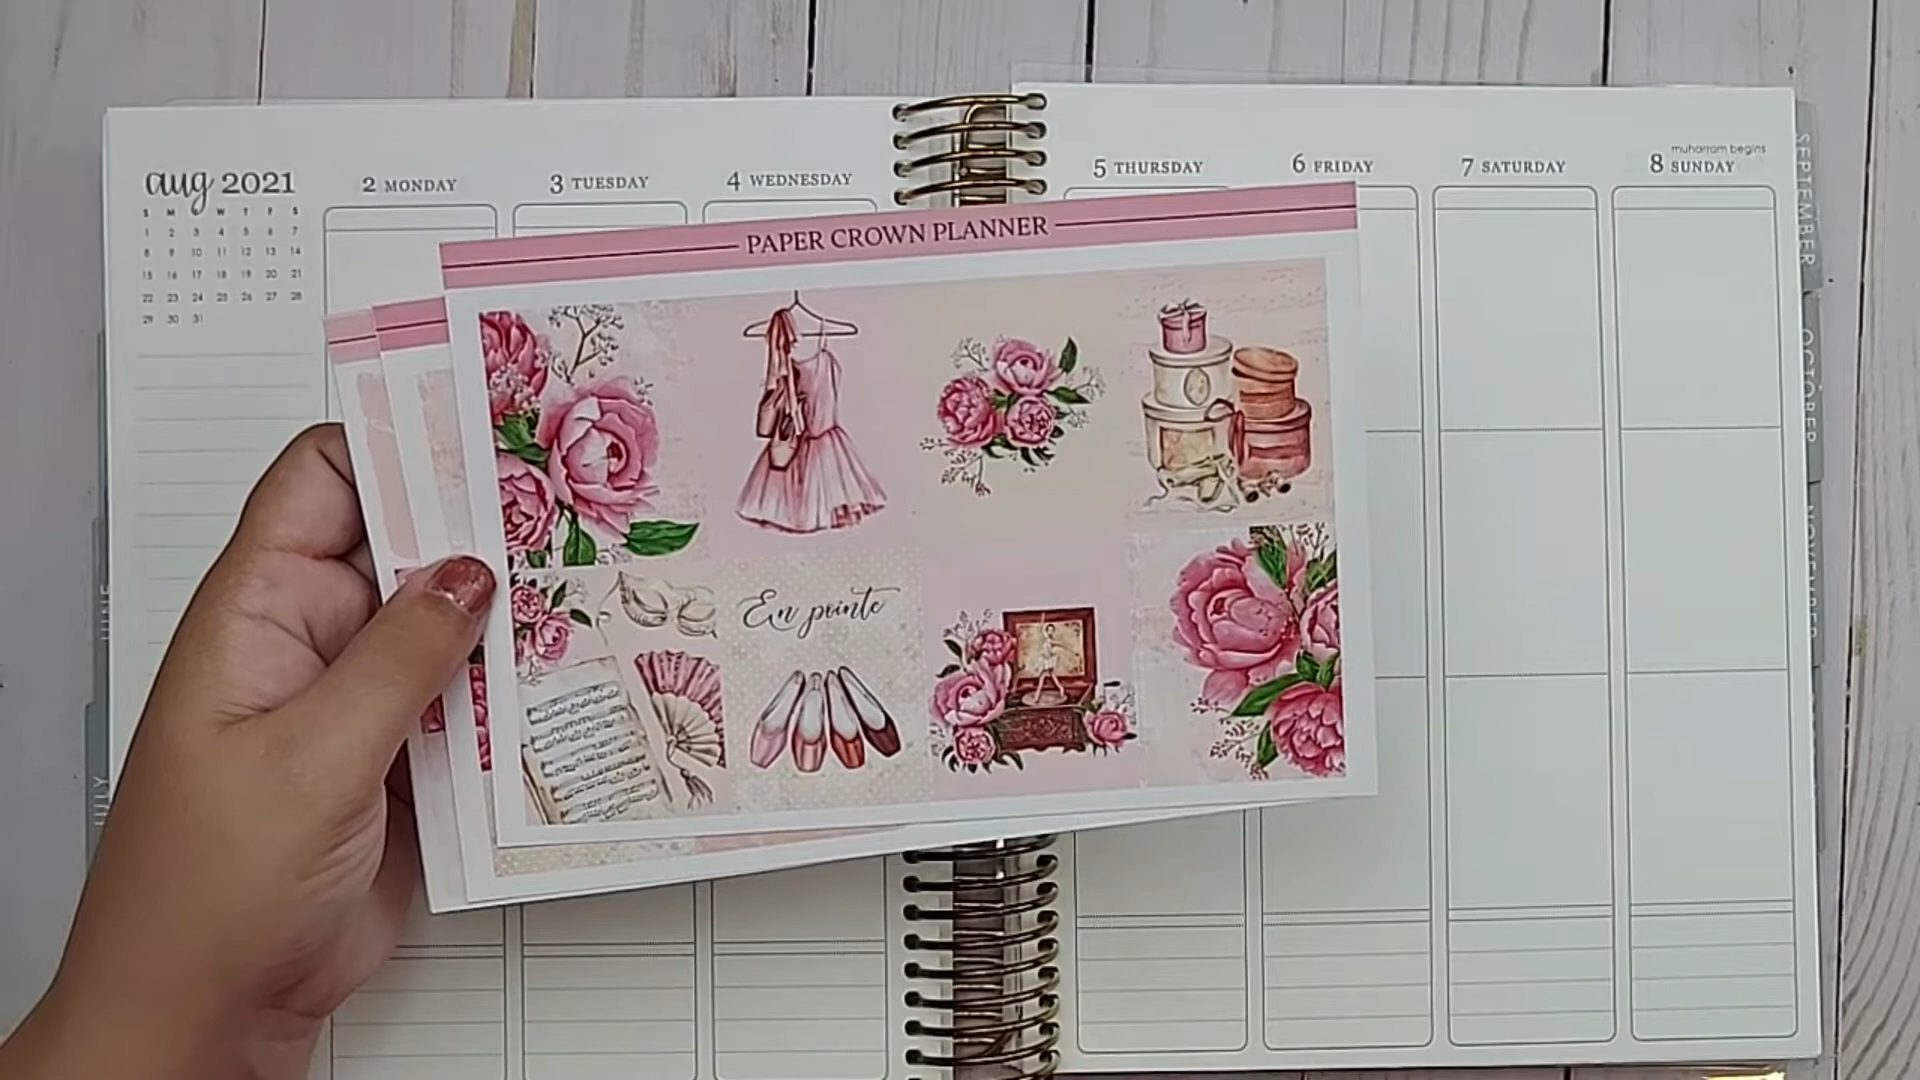 aug 2021
S M T W T F S
1 2 3 4 5 6 7
8 9 10 11 12 13 14
15 16 17 18 19 20 21
22 23 24 25 26 27 28
29 30 31
2 MONDAY
3 TUESDAY
4 WEDNESDAY
5 THURSDAY
6 FRIDAY
7 SATURDAY
muharram begins
8 SUNDAY
PAPER CROWN PLANNER
En pointe
JUNE
JULY
SEPTEMBER
OCTOBER
NOVEMBER